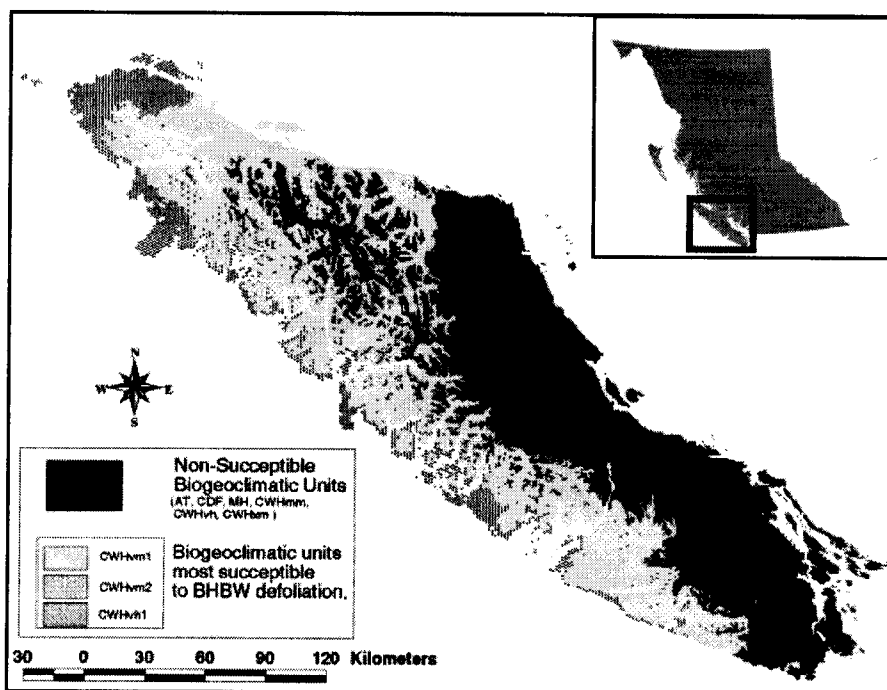 N
W E
S
Non-Succeptible
Biogeoclimatic Units
(AT, CDF, MH, CWHmm,
CWHvh, CWHxm)
CWHvm1
CWHvm2
CWHvh1
Biogeoclimatic units
most succeptible
to BHBW defoliation.
30 0 30 60 90 120 Kilometers